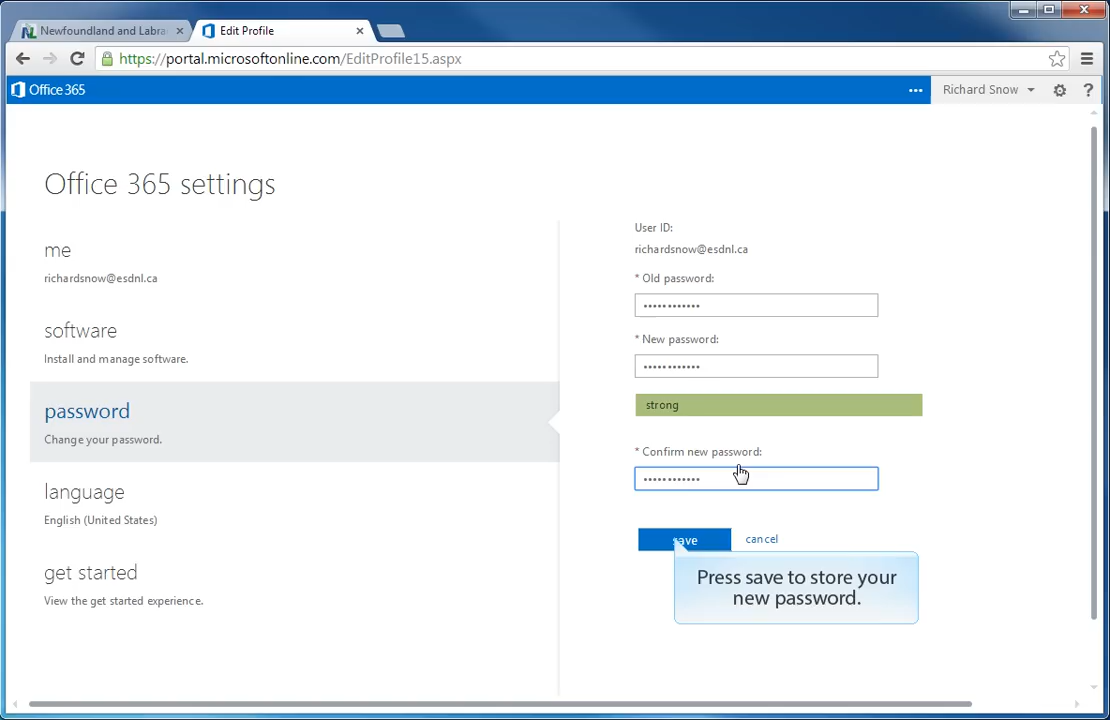 Newfoundland and Labra
Edit Profile
https://portal.microsoftonline.com/EditProfile15.aspx
Office 365
Richard Snow
?
Office 365 settings
me
richardsnow@esdnl.ca
software
Install and manage software.
password
Change your password.
language
English (United States)
get started
View the get started experience.
User ID:
richardsnow@esdnl.ca
* Old password:
••••••••••••
* New password:
••••••••••••
strong
* Confirm new password:
••••••••••••
save
cancel
Press save to store your
new password.